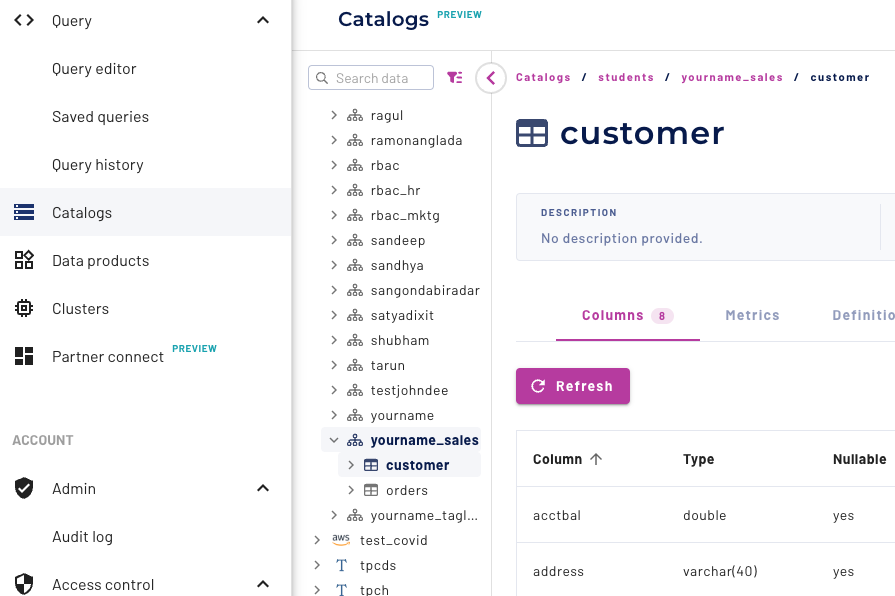 Query
Query editor
Saved queries
Query history
Catalogs
Data products
Clusters
Partner connect PREVIEW
ACCOUNT
Admin
Audit log
Access control
Catalogs PREVIEW
Search data
ragul
ramonanglada
rbac
rbac_hr
rbac_mktg
sandeep
sandhya
sangondabiradar
satyadixit
shubham
tarun
testjohndee
yourname
yourname_sales
customer
orders
yourname_tagl...
aws test_covid
tpcds
tpch
Catalogs / students / yourname_sales / customer
customer
DESCRIPTION
No description provided.
Columns 8 Metrics Definitio
Refresh
Column Type Nullable
acctbal double yes
address varchar(40) yes